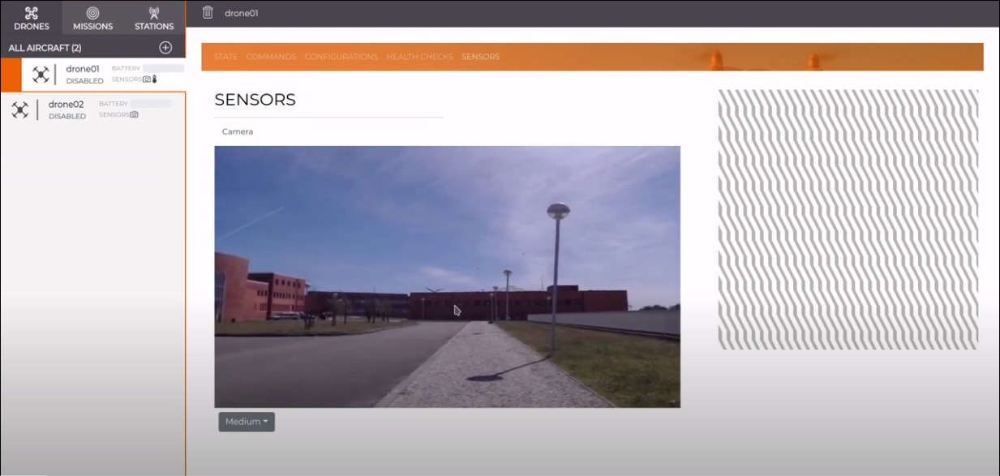 DRONES MISSIONS STATIONS
drone01
ALL AIRCRAFT (2)
drone01 BATTERY
DISABLED SENSORS
drone02 BATTERY
DISABLED SENSORS
STATE COMMANDS CONFIGURATIONS HEALTH CHECKS SENSORS
SENSORS
Camera
Medium